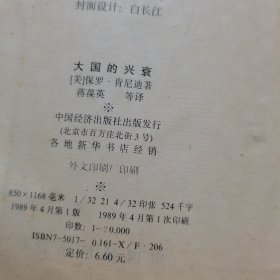 封面设计：白长江
大国的兴衰
[美]保罗·肯尼迪著
蒋葆英 等译
※
中国经济出版社出版发行
(北京市百万庄北街3号)
各地新华书店经销
※
外文印刷厂印刷
850×1168毫米 1/32 21 4/32印张 524千字
1989年4月第1版 1989年4月第1次印刷
印数：1-20.000
ISBN7-5017-0161-X/F·206
定价：6.60元